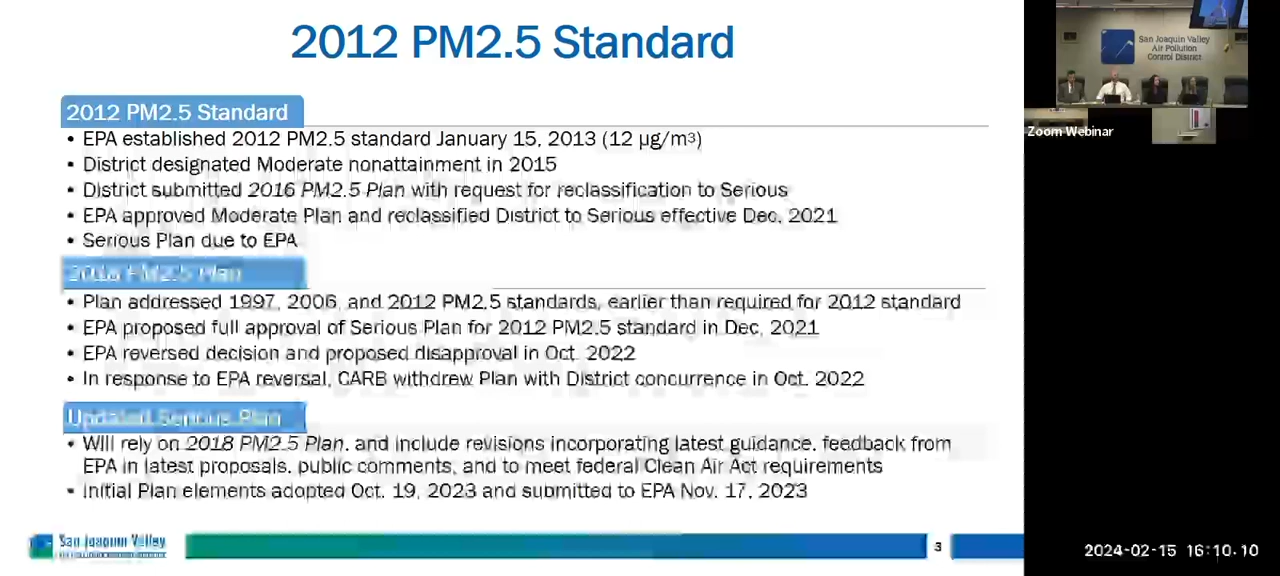 2012 PM2.5 Standard
2012 PM2.5 Standard
• EPA established 2012 PM2.5 standard January 15, 2013 (12 µg/m³)
• District designated Moderate nonattainment in 2015
• District submitted 2016 PM2.5 Plan with request for reclassification to Serious
• EPA approved Moderate Plan and reclassified District to Serious effective Dec. 2021
• Serious Plan due to EPA
2018 PM2.5 Plan
• Plan addressed 1997, 2006, and 2012 PM2.5 standards, earlier than required for 2012 standard
• EPA proposed full approval of Serious Plan for 2012 PM2.5 standard in Dec, 2021
• EPA reversed decision and proposed disapproval in Oct. 2022
• In response to EPA reversal, CARB withdrew Plan with District concurrence in Oct. 2022
Updated Serious Plan
• Will rely on 2018 PM2.5 Plan, and include revisions incorporating latest guidance, feedback from
EPA in latest proposals, public comments, and to meet federal Clean Air Act requirements
• Initial Plan elements adopted Oct. 19, 2023 and submitted to EPA Nov. 17, 2023
San Joaquin Valley
3
San Joaquin Valley
Air Pollution
Control District
Zoom Webinar
2024-02-15 16:10:10